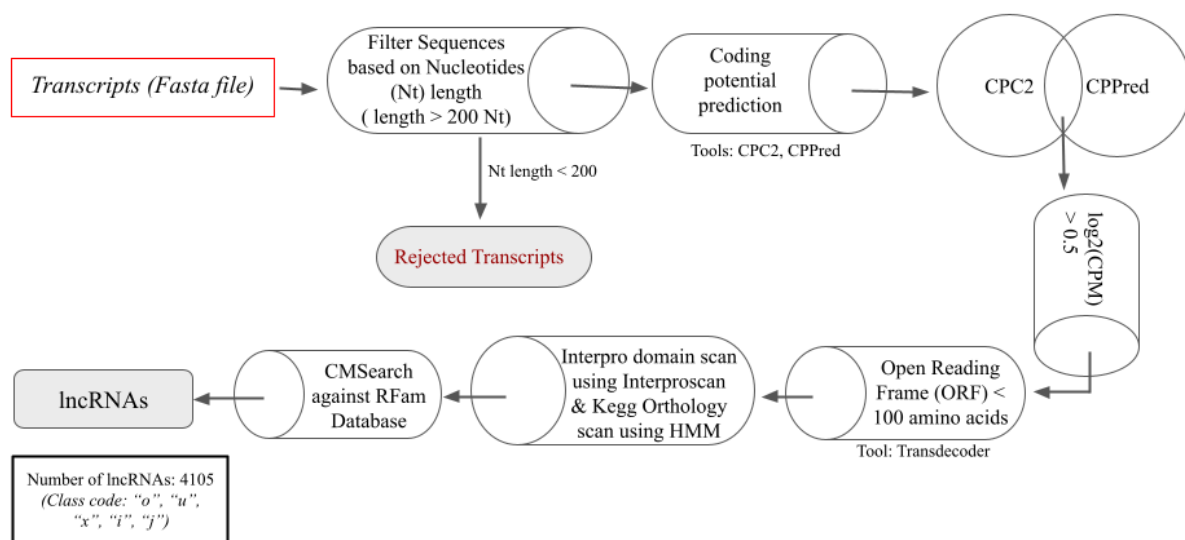 Transcripts (Fasta file)
Filter Sequences
based on Nucleotides
(Nt) length
( length > 200 Nt)
Coding
potential
prediction
Tools: CPC2, CPPred
CPC2
CPPred
Nt length < 200
Rejected Transcripts
log2(CPM)
> 0.5
Open Reading
Frame (ORF) <
100 amino acids
Tool: Transdecoder
Interpro domain scan
using Interproscan
& Kegg Orthology
scan using HMM
CMSearch
against RFam
Database
lncRNAs
Number of lncRNAs: 4105
(Class code: “o”, “u”,
“x”, “i”, “j”)